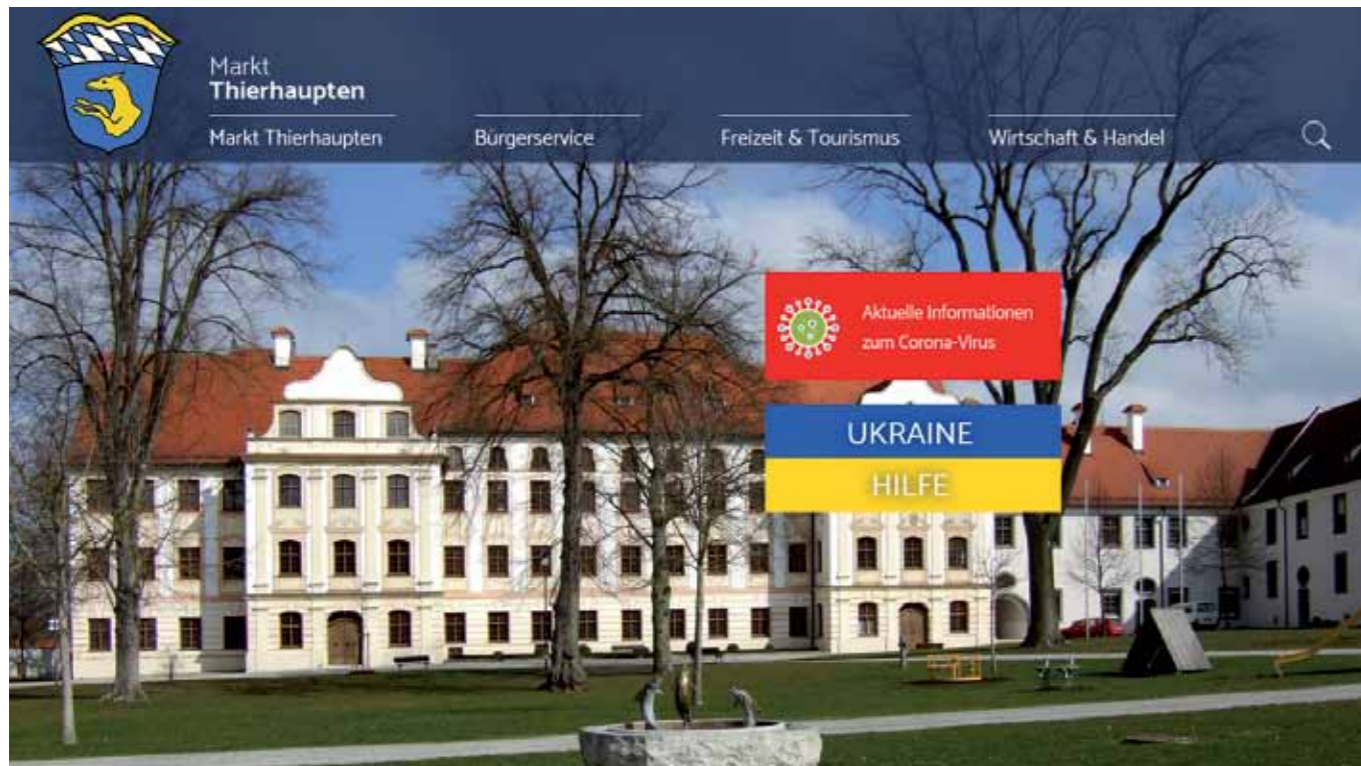 Markt
Thierhaupten
Markt Thierhaupten
Bürgerservice
Freizeit & Tourismus
Wirtschaft & Handel
Aktuelle Informationen
zum Corona-Virus
UKRAINE
HILFE